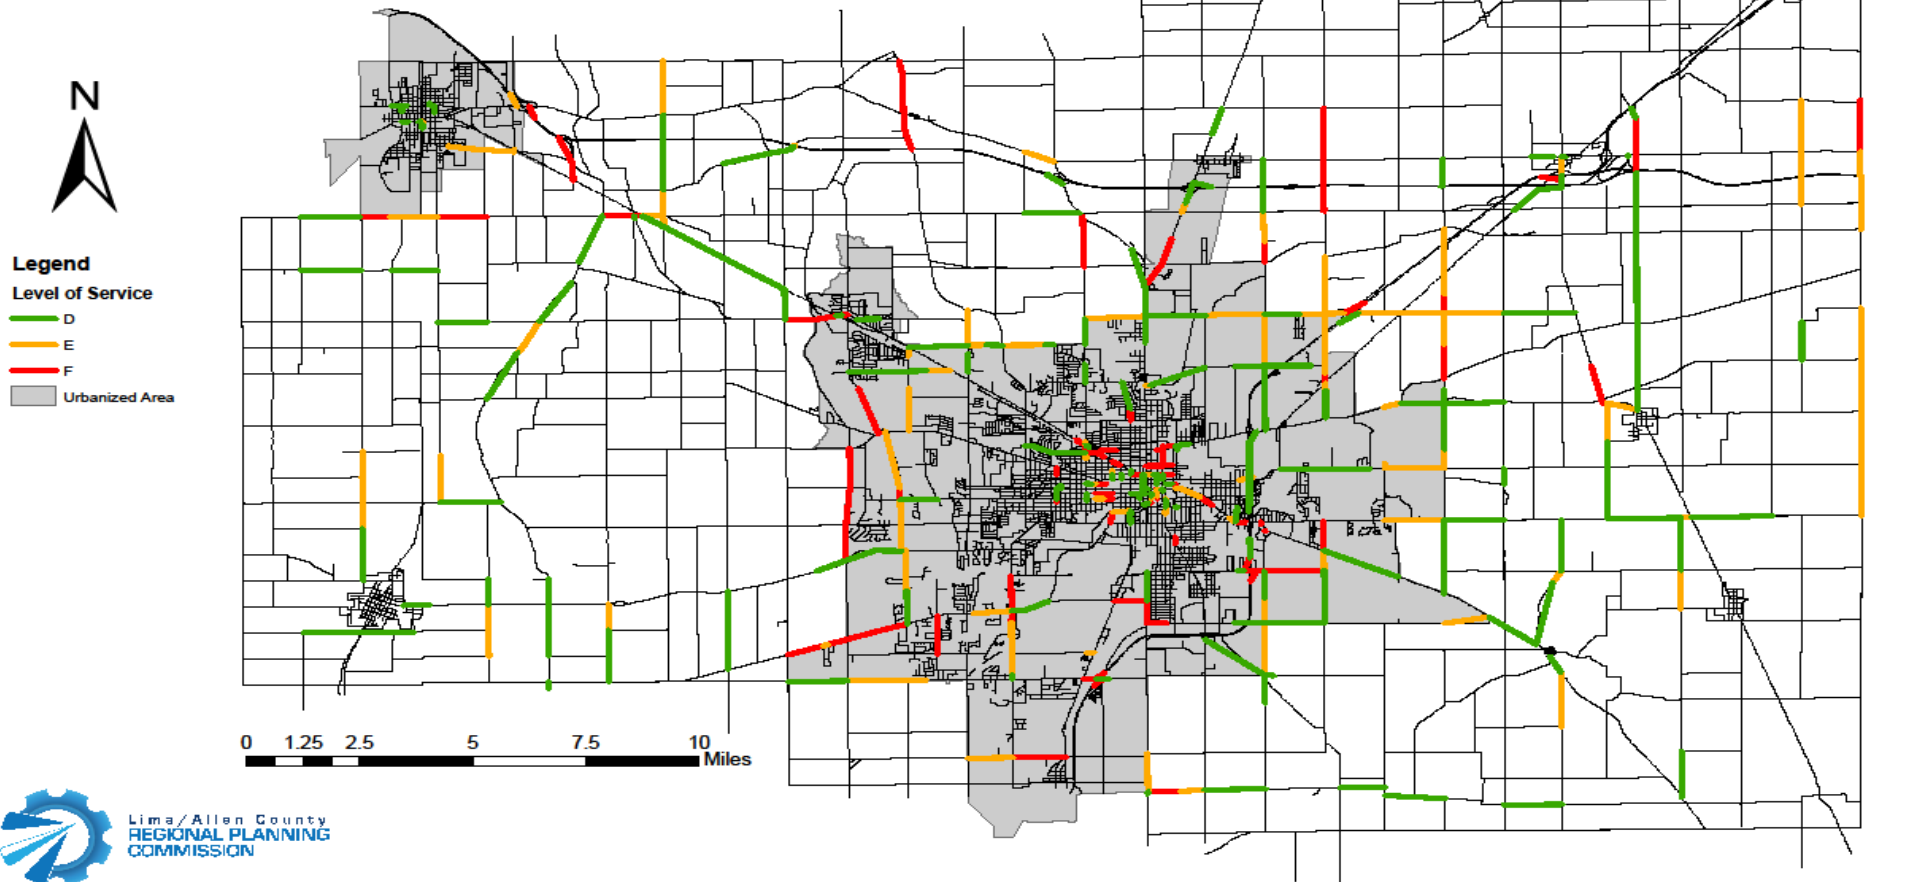 N
Legend
Level of Service
D
E
F
Urbanized Area
0 1.25 2.5 5 7.5 10
Miles
Lima/Allen County
REGIONAL PLANNING
COMMISSION